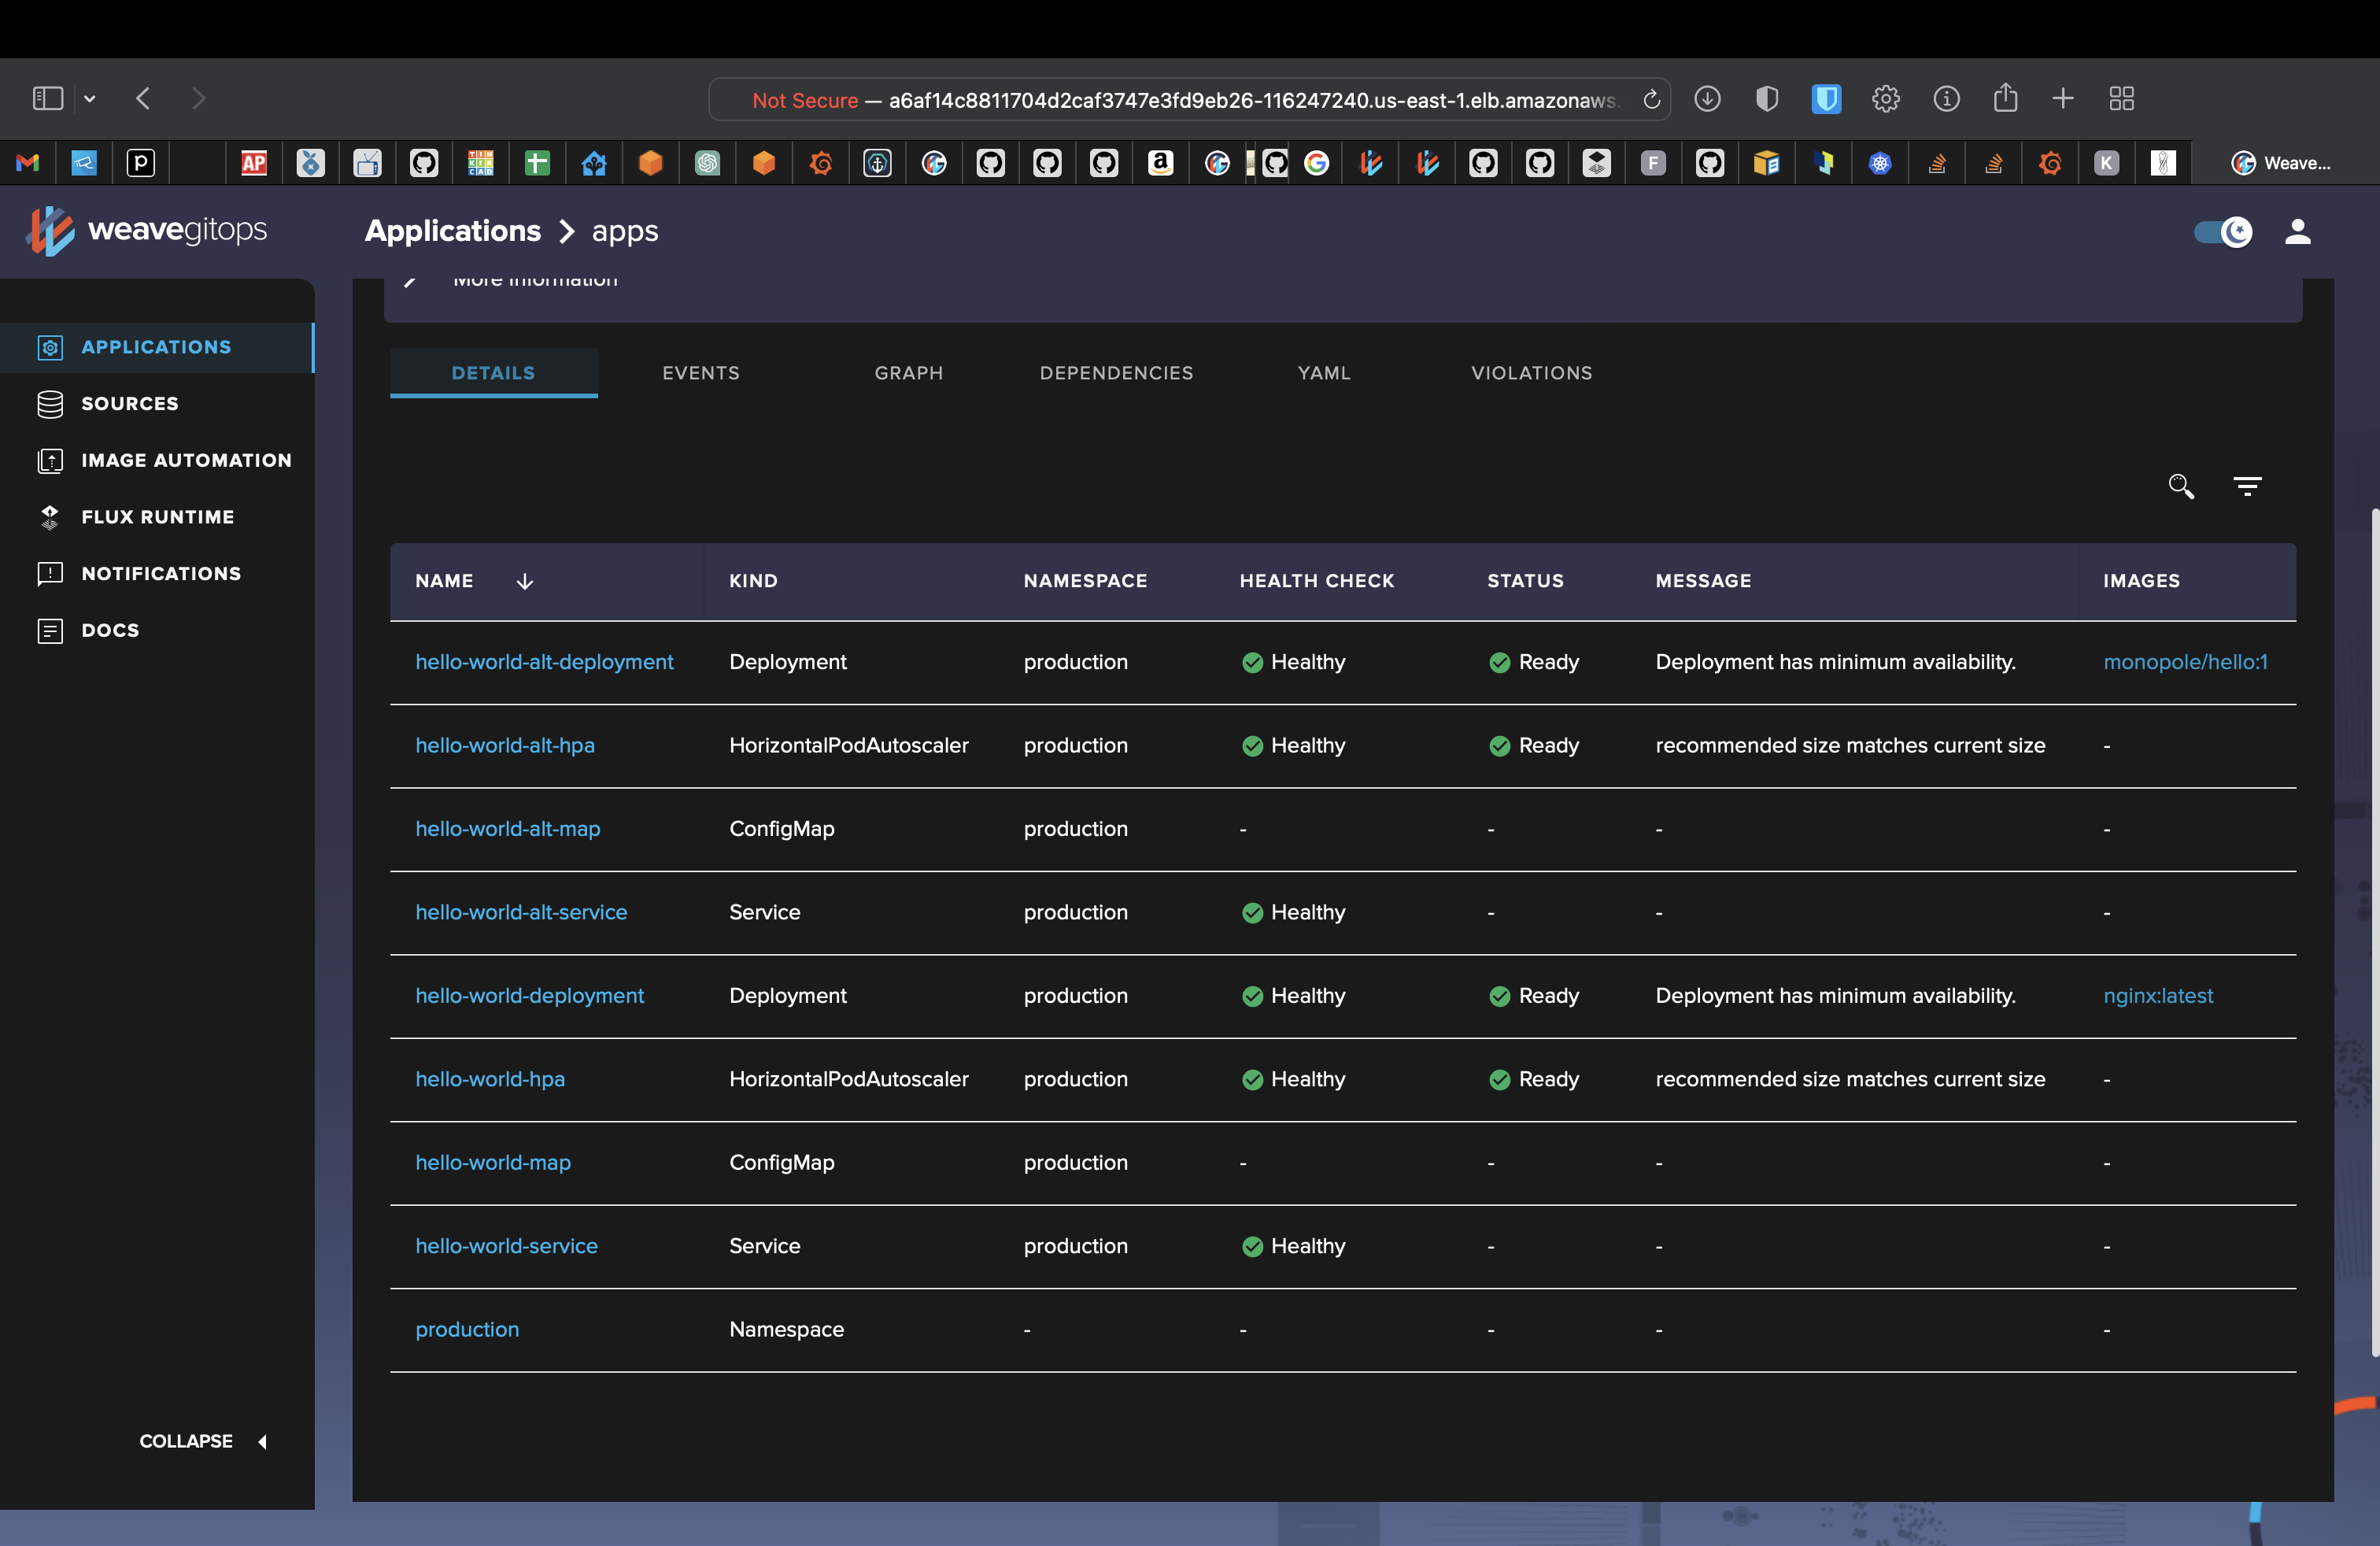 Not Secure — a6af14c8811704d2caf3747e3fd9eb26-116247240.us-east-1.elb.amazonaws.
Weave...
weavegitops
Applications > apps
More Information
APPLICATIONS
SOURCES
IMAGE AUTOMATION
FLUX RUNTIME
NOTIFICATIONS
DOCS
COLLAPSE
DETAILS EVENTS GRAPH DEPENDENCIES YAML VIOLATIONS
NAME KIND NAMESPACE HEALTH CHECK STATUS MESSAGE IMAGES
hello-world-alt-deployment Deployment production Healthy Ready Deployment has minimum availability. monopole/hello:1
hello-world-alt-hpa HorizontalPodAutoscaler production Healthy Ready recommended size matches current size -
hello-world-alt-map ConfigMap production - - - -
hello-world-alt-service Service production Healthy - - -
hello-world-deployment Deployment production Healthy Ready Deployment has minimum availability. nginx:latest
hello-world-hpa HorizontalPodAutoscaler production Healthy Ready recommended size matches current size -
hello-world-map ConfigMap production - - - -
hello-world-service Service production Healthy - - -
production Namespace - - - - -